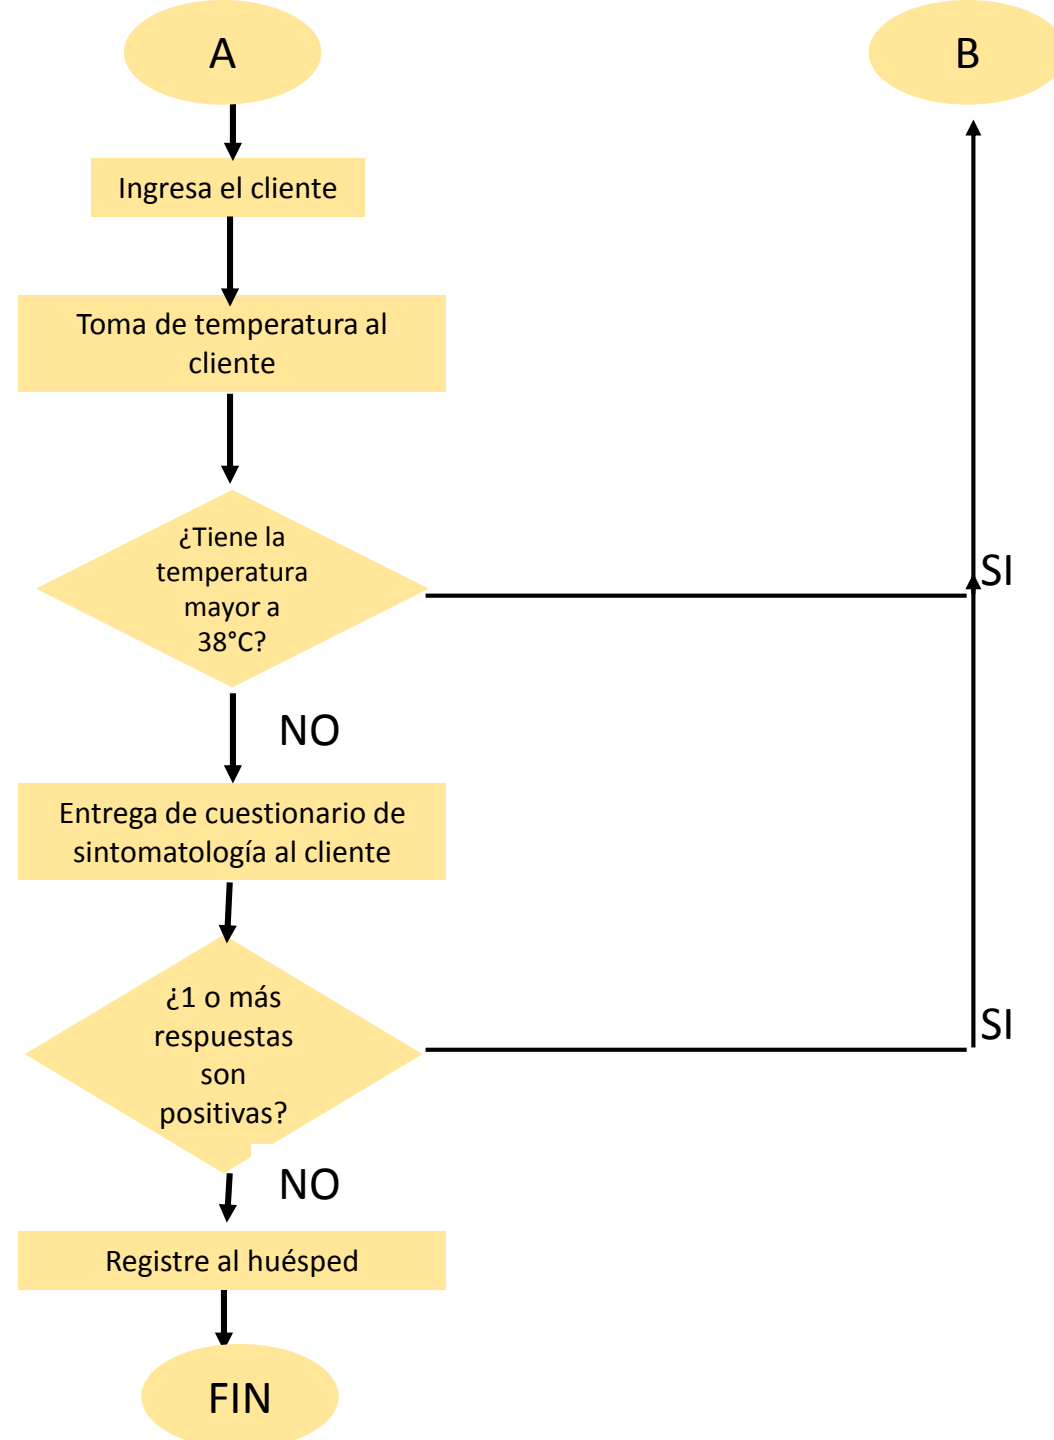 A
B
Ingresa el cliente
Toma de temperatura al
cliente
¿Tiene la
temperatura
mayor a
38°C?
SI
NO
Entrega de cuestionario de
sintomatología al cliente
¿1 o más
respuestas
son
positivas?
SI
NO
Registre al huésped
FIN